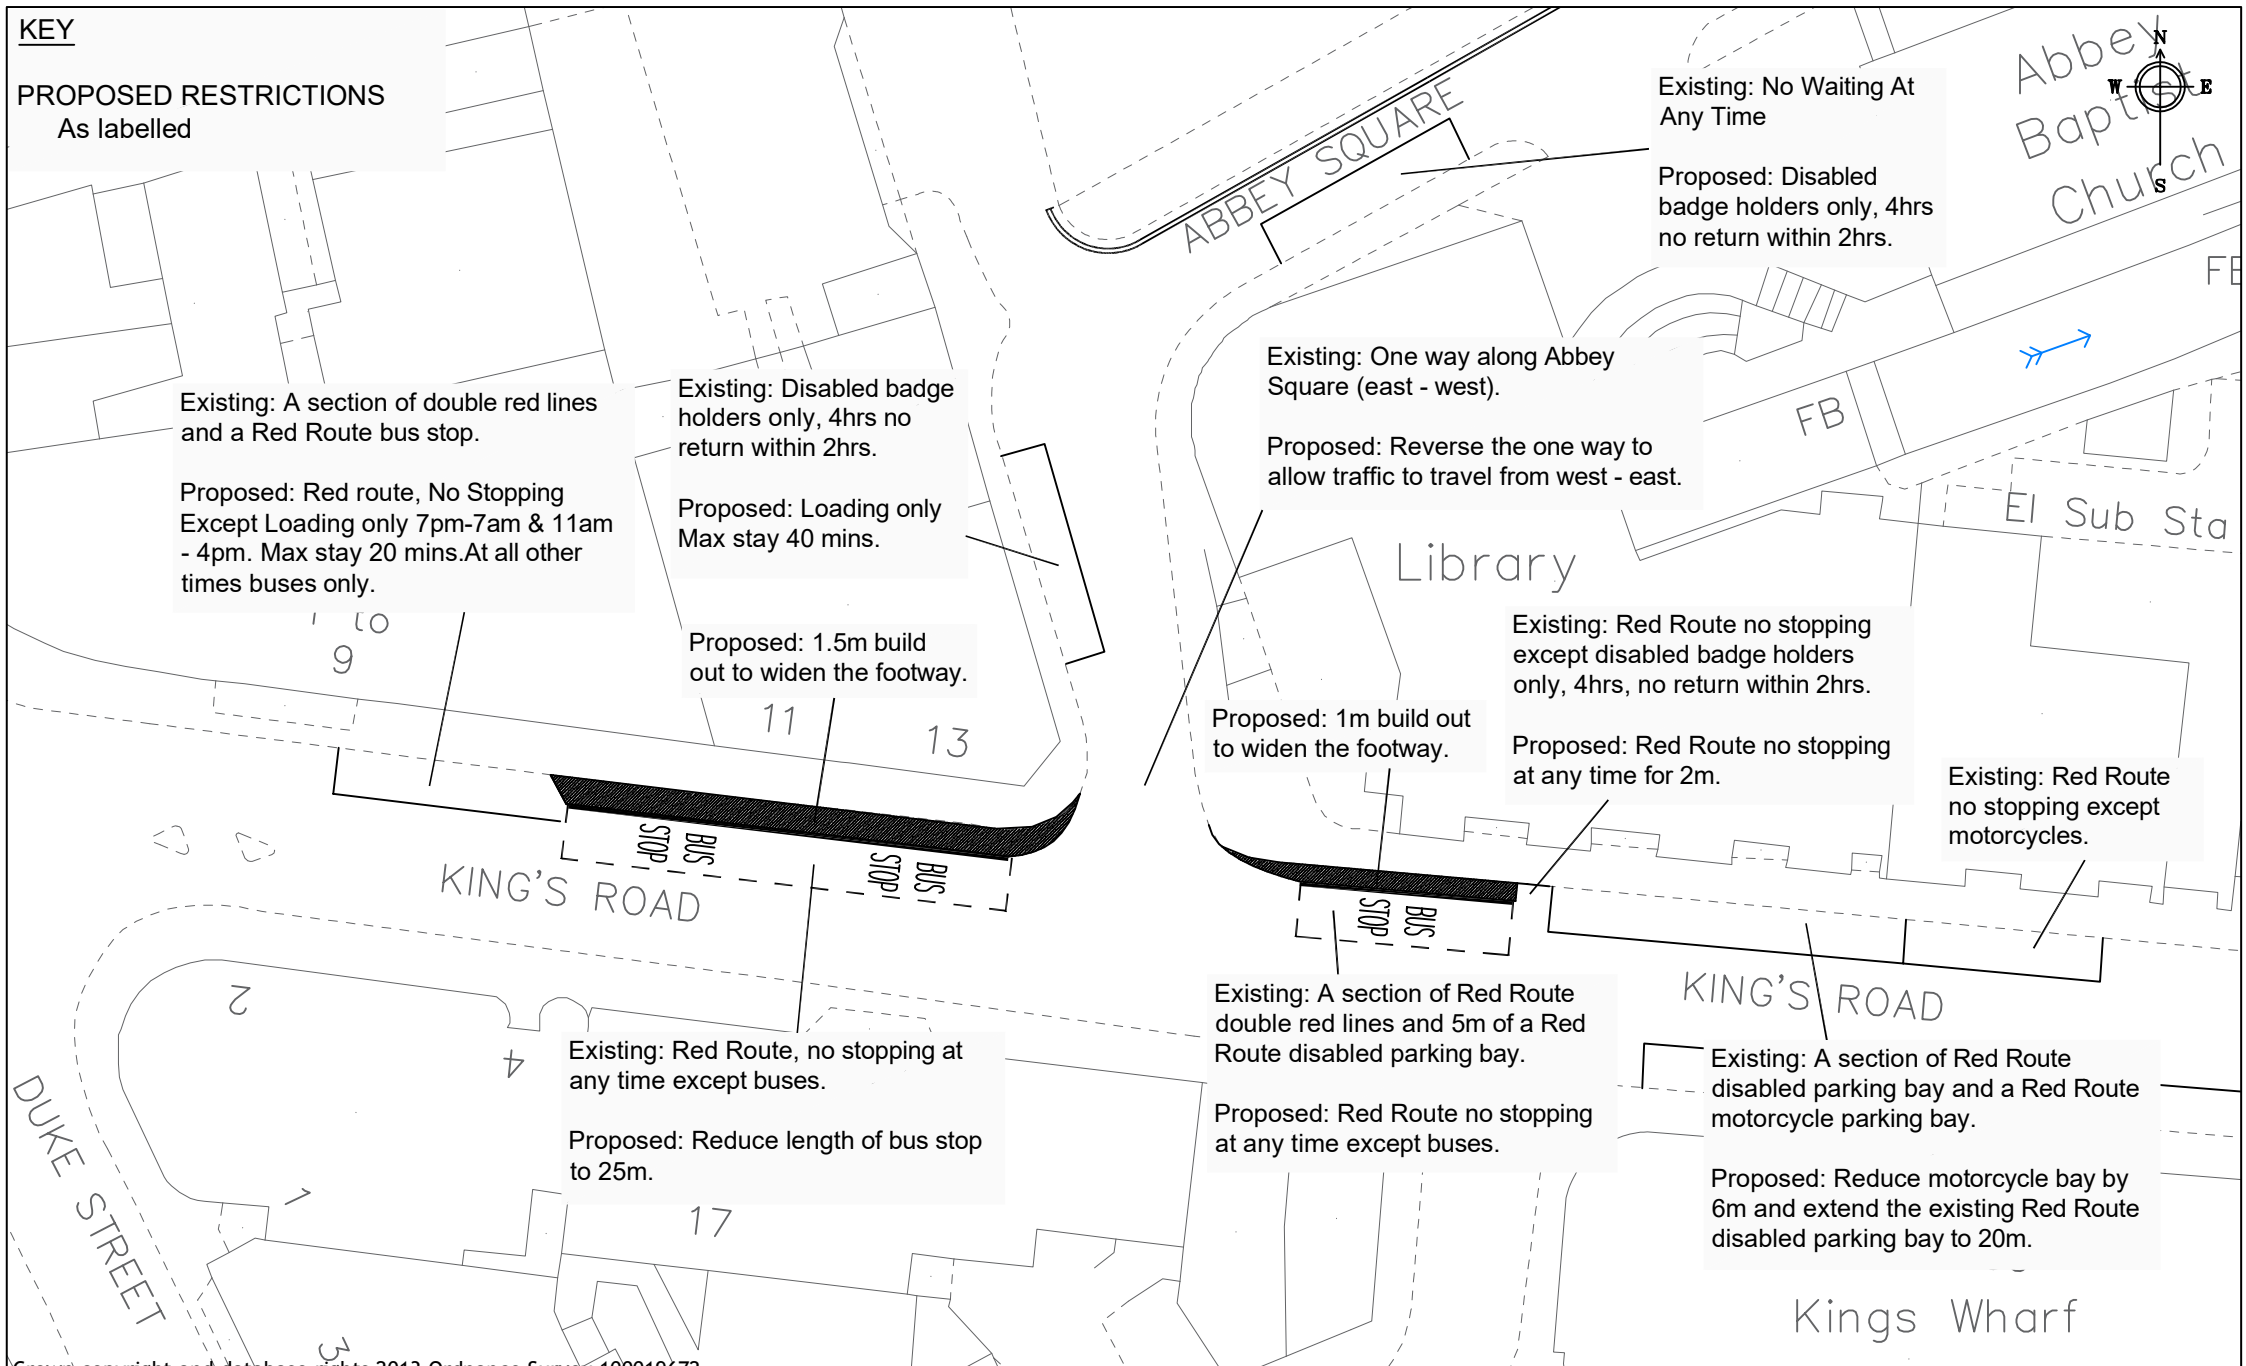 KEY
PROPOSED RESTRICTIONS
As labelled
Existing: No Waiting At
Any Time
Proposed: Disabled
badge holders only, 4hrs
no return within 2hrs.
Abbey
Baptist
Church
N
W
E
S
ABBEY SQUARE
FB
Existing: A section of double red lines
and a Red Route bus stop.
Proposed: Red route, No Stopping
Except Loading only 7pm-7am & 11am
- 4pm. Max stay 20 mins.At all other
times buses only.
Existing: Disabled badge
holders only, 4hrs no
return within 2hrs.
Proposed: Loading only
Max stay 40 mins.
Existing: One way along Abbey
Square (east - west).
Proposed: Reverse the one way to
allow traffic to travel from west - east.
FB
El Sub Sta
Library
to
9
Proposed: 1.5m build
out to widen the footway.
11
13
Proposed: 1m build out
to widen the footway.
Existing: Red Route no stopping
except disabled badge holders
only, 4hrs, no return within 2hrs.
Proposed: Red Route no stopping
at any time for 2m.
Existing: Red Route
no stopping except
motorcycles.
BUS
STOP
BUS
STOP
BUS
STOP
KING'S ROAD
KING'S ROAD
2
4
1
3
DUKE STREET
Existing: Red Route, no stopping at
any time except buses.
Proposed: Reduce length of bus stop
to 25m.
17
Existing: A section of Red Route
double red lines and 5m of a Red
Route disabled parking bay.
Proposed: Red Route no stopping
at any time except buses.
Existing: A section of Red Route
disabled parking bay and a Red Route
motorcycle parking bay.
Proposed: Reduce motorcycle bay by
6m and extend the existing Red Route
disabled parking bay to 20m.
Kings Wharf
Crown copyright and database rights 2013 Ordnance Survey 100019672